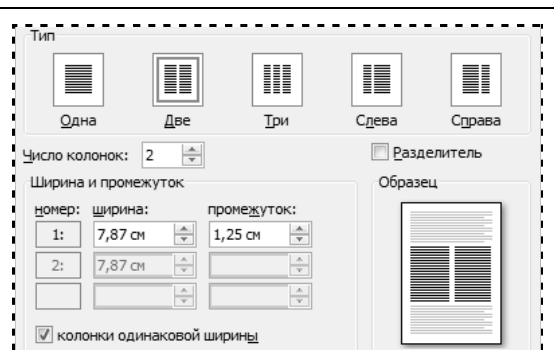 Тип
Одна Две Три Слева Справа
Число колонок: 2 Разделитель
Ширина и промежуток Образец
номер: ширина: промежуток:
1: 7,87 см 1,25 см
2: 7,87 см
колонки одинаковой ширины